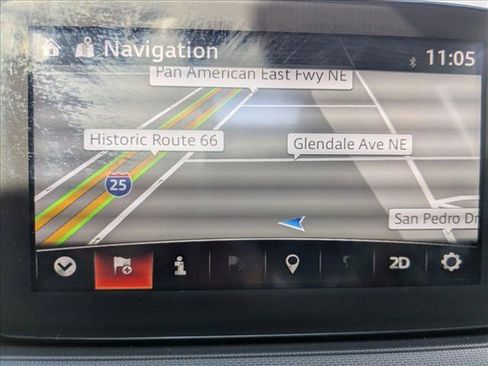 Navigation
11:05
Pan American East Fwy NE
Historic Route 66
Glendale Ave NE
25
San Pedro Dr
2D